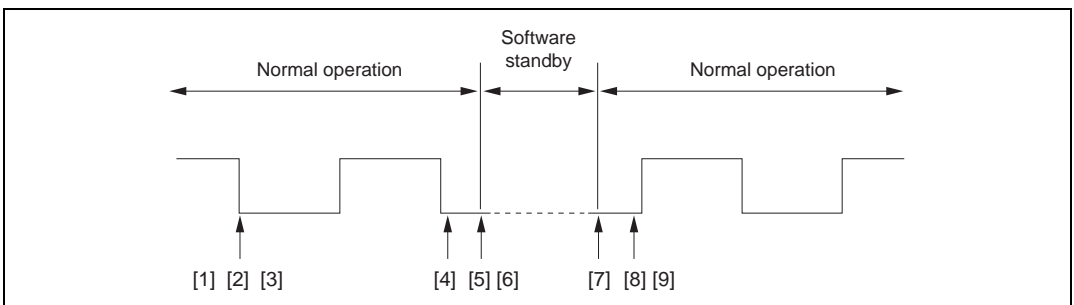 Software
standby
Normal operation
Normal operation
[1] [2] [3]
[4] [5] [6]
[7] [8] [9]